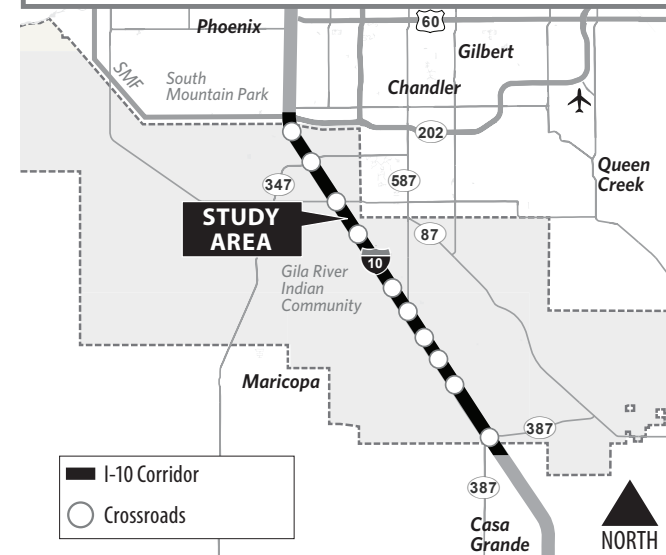 60
Phoenix
Gilbert
SMF
South
Mountain Park
Chandler
202
Queen
Creek
347
587
STUDY
AREA
87
10
Gila River
Indian
Community
Maricopa
387
I-10 Corridor
Crossroads
387
Casa
Grande
NORTH